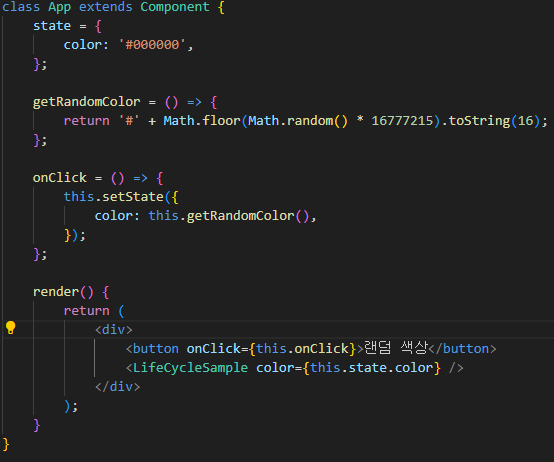 class App extends Component {
state = {
color: '#000000',
};
getRandomColor = () => {
return '#' + Math.floor(Math.random() * 16777215).toString(16);
};
onClick = () => {
this.setState({
color: this.getRandomColor(),
});
};
render() {
return (
<div>
<button onClick={this.onClick}>랜덤 색상</button>
<LifeCycleSample color={this.state.color} />
</div>
);
}
}